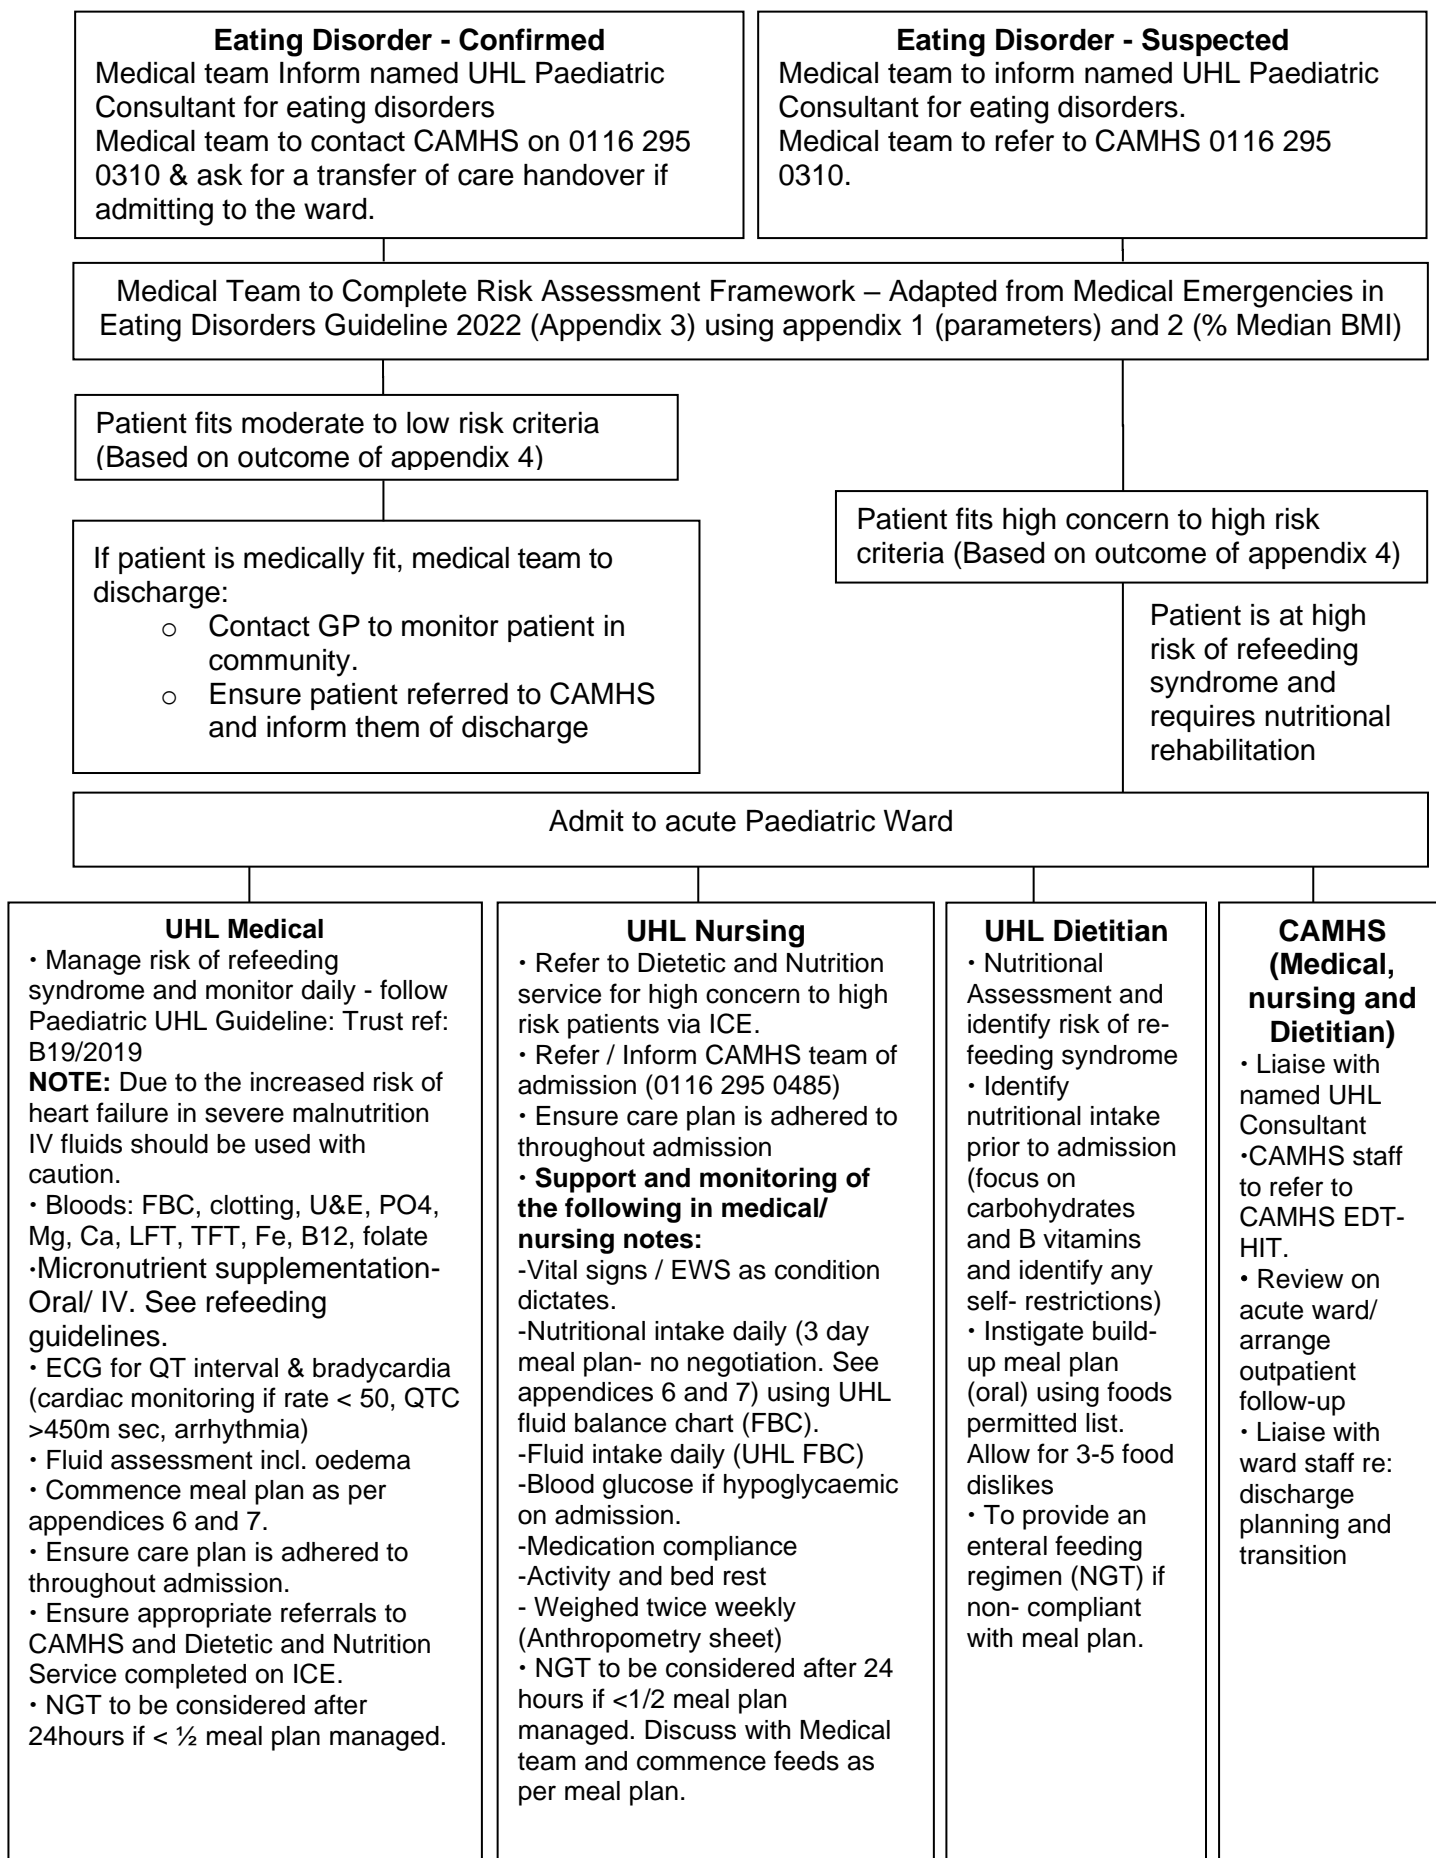 Eating Disorder - Confirmed
Medical team Inform named UHL Paediatric
Consultant for eating disorders
Medical team to contact CAMHS on 0116 295
0310 & ask for a transfer of care handover if
admitting to the ward.
Eating Disorder - Suspected
Medical team to inform named UHL Paediatric
Consultant for eating disorders.
Medical team to refer to CAMHS 0116 295
0310.
Medical Team to Complete Risk Assessment Framework – Adapted from Medical Emergencies in
Eating Disorders Guideline 2022 (Appendix 3) using appendix 1 (parameters) and 2 (% Median BMI)
Patient fits moderate to low risk criteria
(Based on outcome of appendix 4)
If patient is medically fit, medical team to
discharge:
o Contact GP to monitor patient in
community.
o Ensure patient referred to CAMHS
and inform them of discharge
Patient fits high concern to high risk
criteria (Based on outcome of appendix 4)
Patient is at high
risk of refeeding
syndrome and
requires nutritional
rehabilitation
Admit to acute Paediatric Ward
UHL Medical
· Manage risk of refeeding
syndrome and monitor daily - follow
Paediatric UHL Guideline: Trust ref:
B19/2019
NOTE: Due to the increased risk of
heart failure in severe malnutrition
IV fluids should be used with
caution.
· Bloods: FBC, clotting, U&E, PO4,
Mg, Ca, LFT, TFT, Fe, B12, folate
·Micronutrient supplementation-
Oral/ IV. See refeeding
guidelines.
· ECG for QT interval & bradycardia
(cardiac monitoring if rate < 50, QTC
>450m sec, arrhythmia)
· Fluid assessment incl. oedema
· Commence meal plan as per
appendices 6 and 7.
· Ensure care plan is adhered to
throughout admission.
· Ensure appropriate referrals to
CAMHS and Dietetic and Nutrition
Service completed on ICE.
· NGT to be considered after
24hours if < ½ meal plan managed.
UHL Nursing
· Refer to Dietetic and Nutrition
service for high concern to high
risk patients via ICE.
· Refer / Inform CAMHS team of
admission (0116 295 0485)
· Ensure care plan is adhered to
throughout admission
· Support and monitoring of
the following in medical/
nursing notes:
-Vital signs / EWS as condition
dictates.
-Nutritional intake daily (3 day
meal plan- no negotiation. See
appendices 6 and 7) using UHL
fluid balance chart (FBC).
-Fluid intake daily (UHL FBC)
-Blood glucose if hypoglycaemic
on admission.
-Medication compliance
-Activity and bed rest
- Weighed twice weekly
(Anthropometry sheet)
· NGT to be considered after 24
hours if <1/2 meal plan
managed. Discuss with Medical
team and commence feeds as
per meal plan.
UHL Dietitian
· Nutritional
Assessment and
identify risk of re-
feeding syndrome
· Identify
nutritional intake
prior to admission
(focus on
carbohydrates
and B vitamins
and identify any
self- restrictions)
· Instigate build-
up meal plan
(oral) using foods
permitted list.
Allow for 3-5 food
dislikes
· To provide an
enteral feeding
regimen (NGT) if
non- compliant
with meal plan.
CAMHS
(Medical,
nursing and
Dietitian)
· Liaise with
named UHL
Consultant
·CAMHS staff
to refer to
CAMHS EDT-
HIT.
• Review on
acute ward/
arrange
outpatient
follow-up
· Liaise with
ward staff re:
discharge
planning and
transition